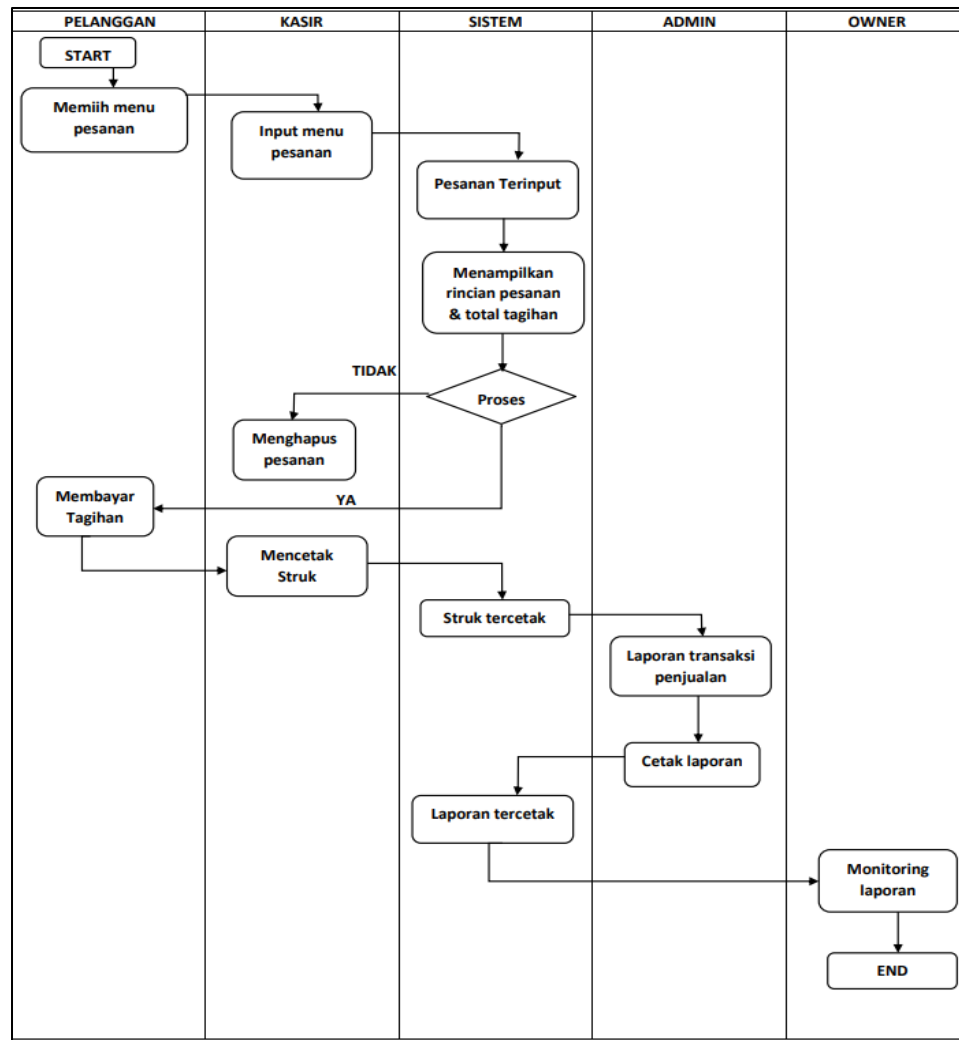 PELANGGAN
KASIR
SISTEM
ADMIN
OWNER
START
Memiih menu
pesanan
Input menu
pesanan
Pesanan Terinput
Menampilkan
rincian pesanan
& total tagihan
TIDAK
Proses
Menghapus
pesanan
YA
Membayar
Tagihan
Mencetak
Struk
Struk tercetak
Laporan transaksi
penjualan
Cetak laporan
Laporan tercetak
Monitoring
laporan
END